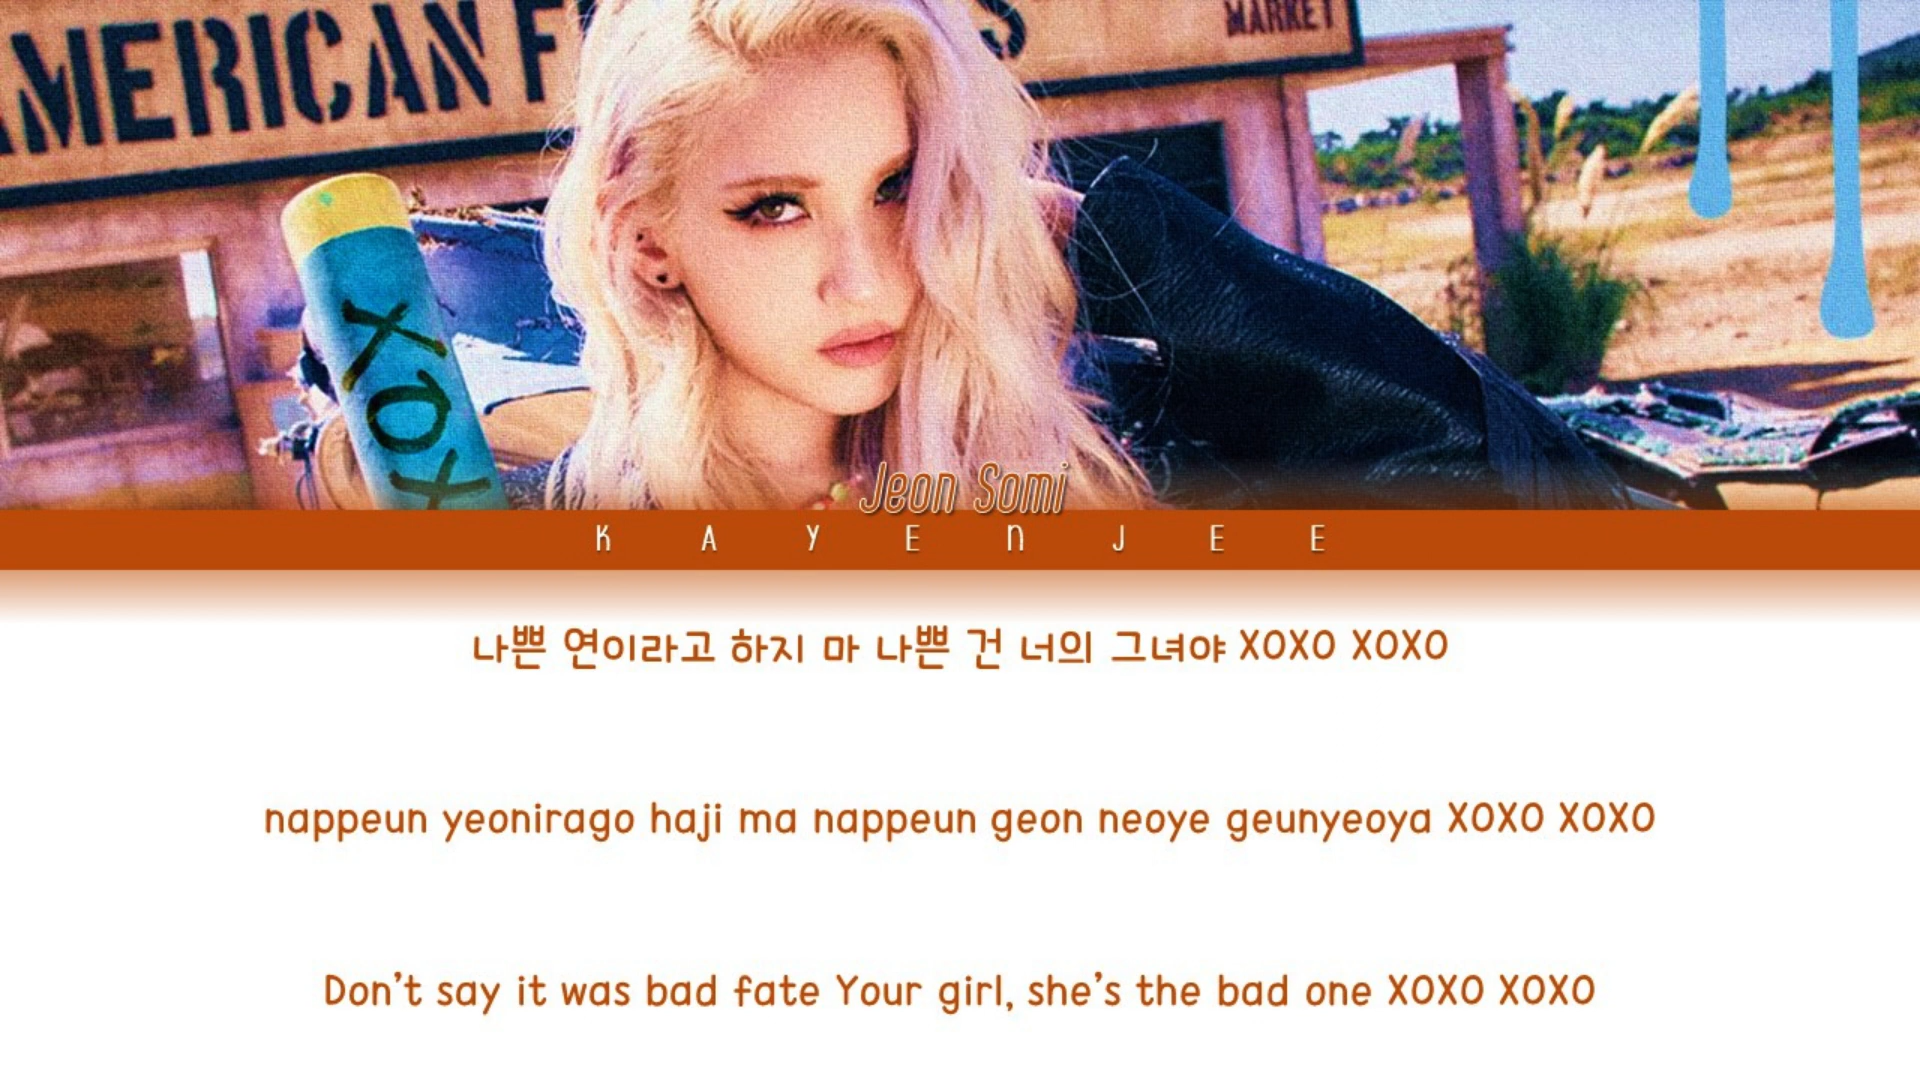 MERICAN F S
MARKET
XOX
Jeon Somi
KAYENJEE
나쁜 연이라고 하지 마 나쁜 건 너의 그녀야 XOXO XOXO
nappeun yeonirago haji ma nappeun geon neoye geunyeoya XOXO XOXO
Don't say it was bad fate Your girl, she's the bad one XOXO XOXO